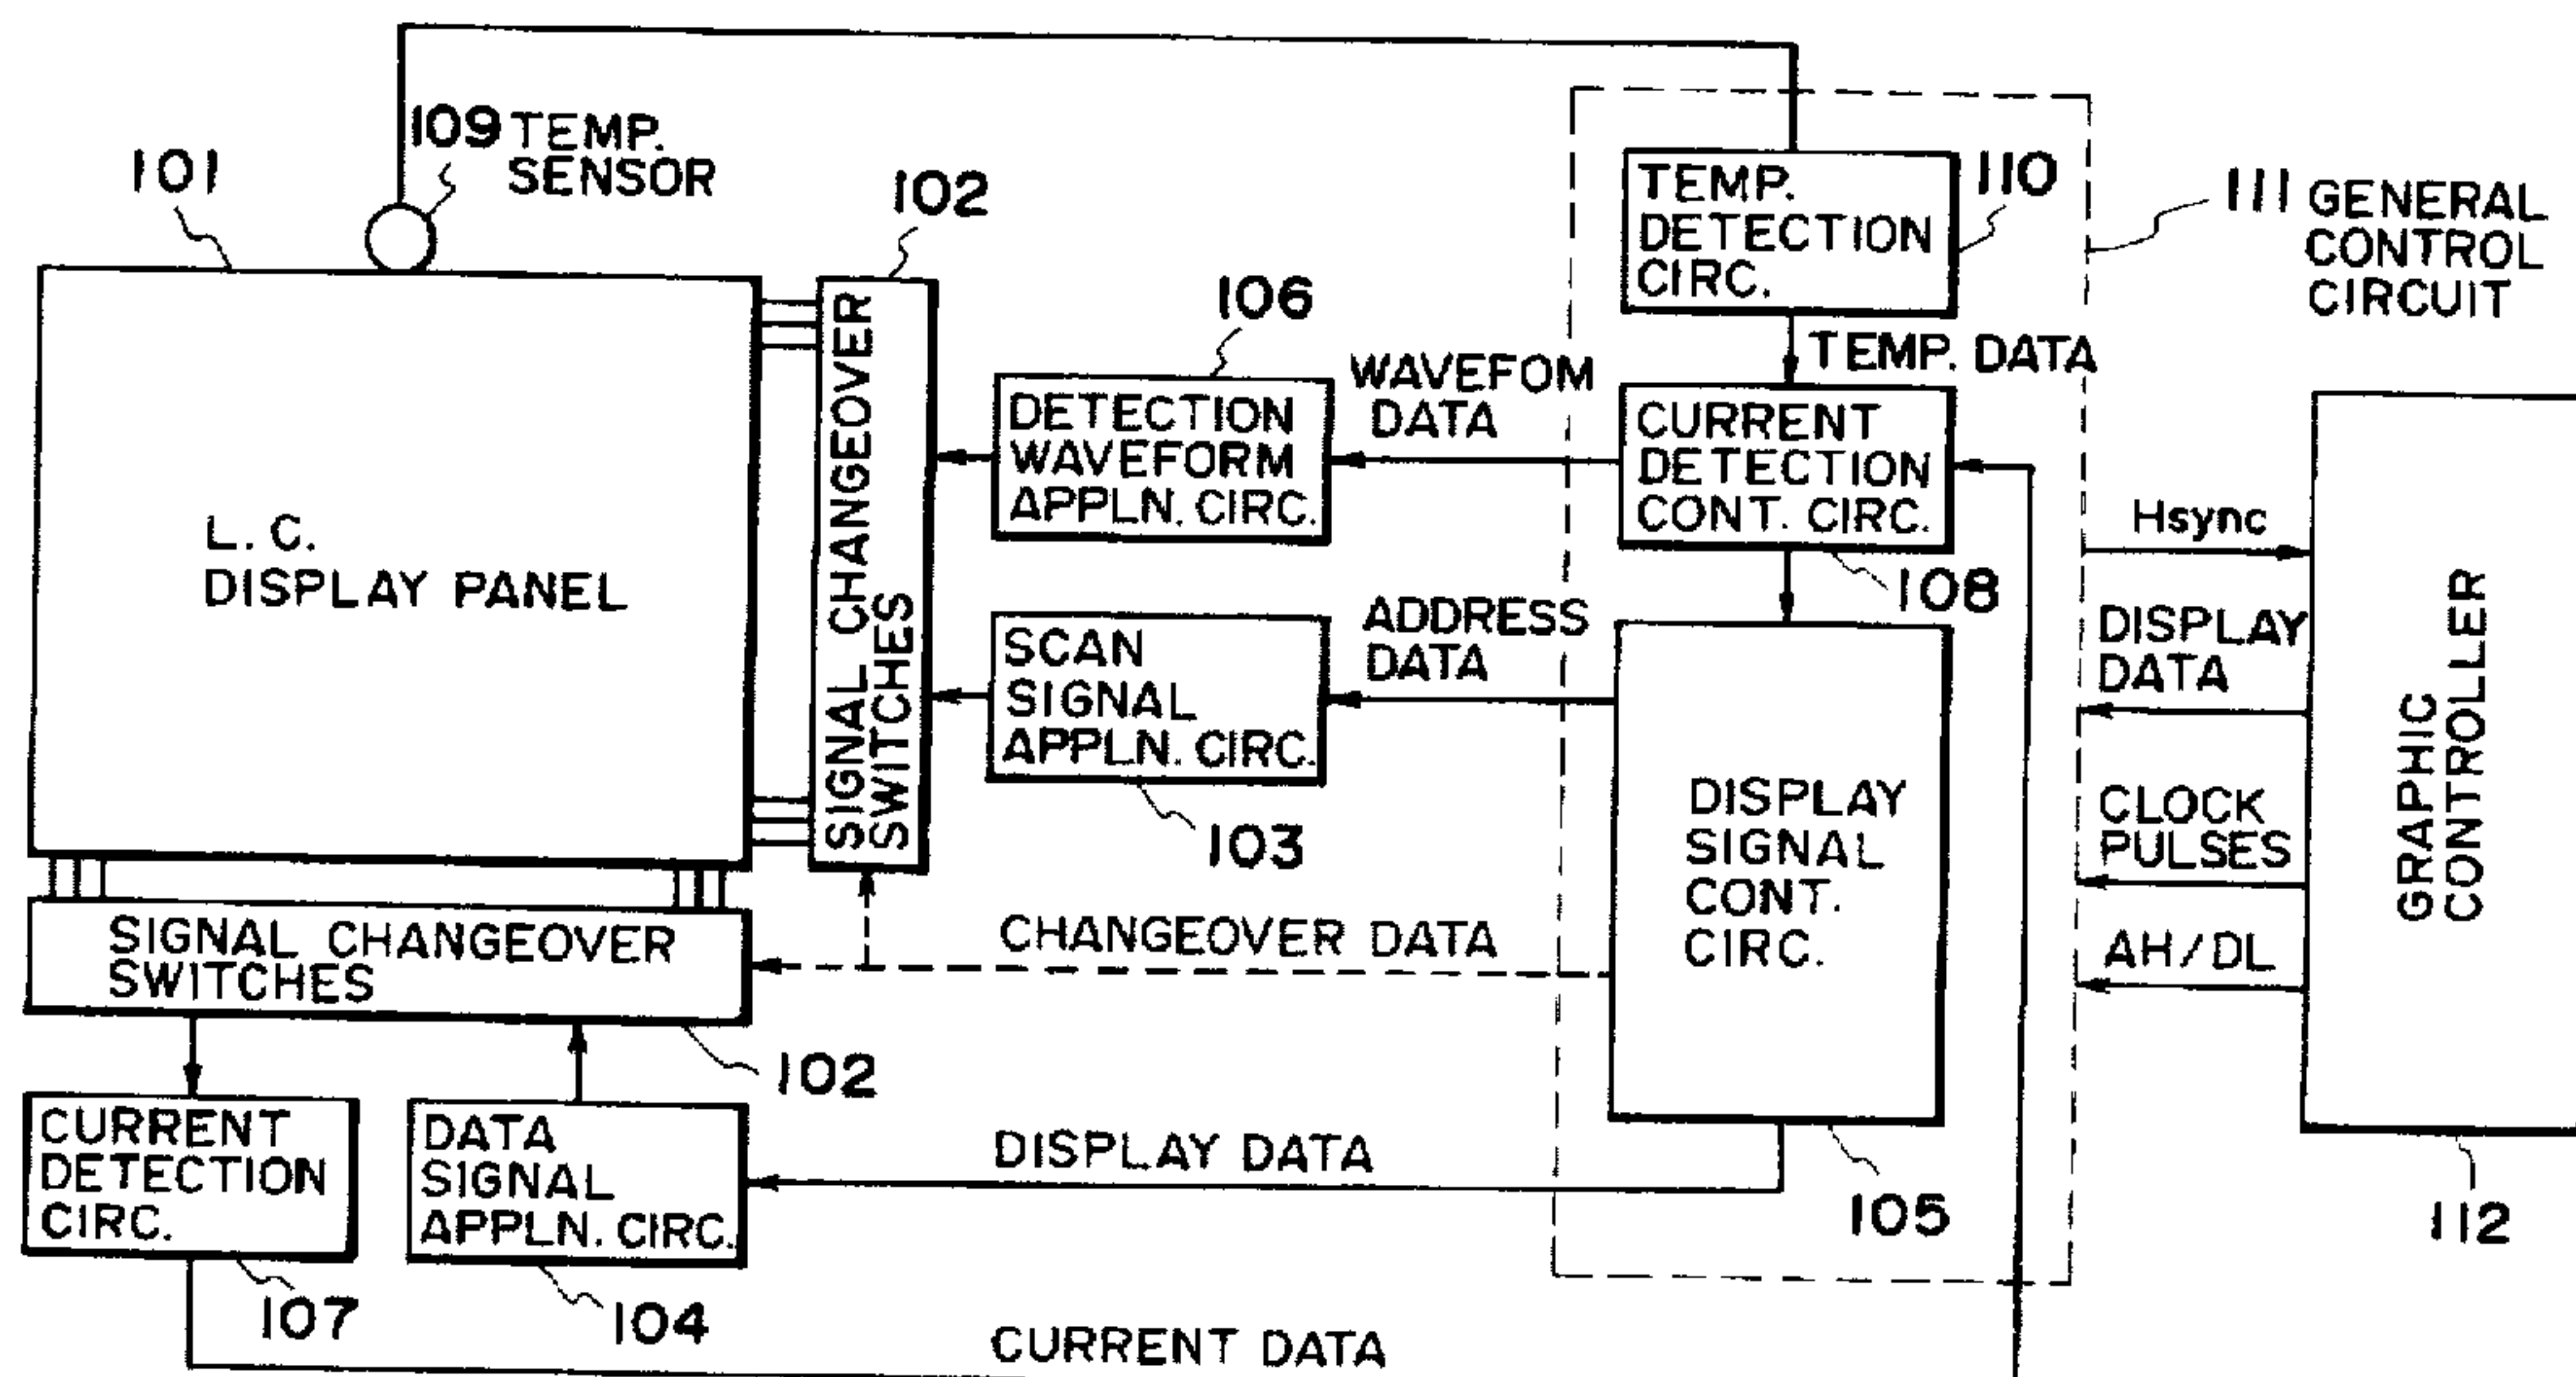 101
109 TEMP.
SENSOR
102
110
TEMP.
DETECTION
CIRC.
111 GENERAL
CONTROL
CIRCUIT
106
TEMP. DATA
WAVEFOM
DATA
DETECTION
WAVEFORM
APPLN. CIRC.
CURRENT
DETECTION
CONT. CIRC.
108
L. C.
DISPLAY PANEL
SIGNAL CHANGEOVER
SWITCHES
Hsync
DISPLAY
DATA
CLOCK
PULSES
AH/DL
GRAPHIC
CONTROLLER
112
ADDRESS
DATA
SCAN
SIGNAL
APPLN. CIRC.
103
DISPLAY
SIGNAL
CONT.
CIRC.
105
CHANGEOVER DATA
SIGNAL CHANGEOVER
SWITCHES
102
CURRENT
DETECTION
CIRC.
107
DATA
SIGNAL
APPLN. CIRC.
104
DISPLAY DATA
CURRENT DATA